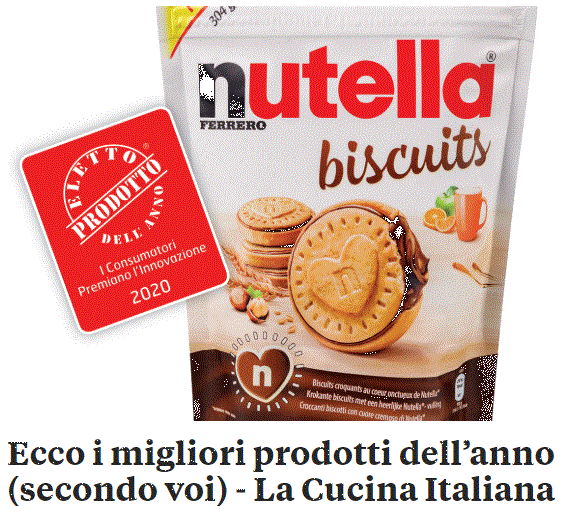 304 g
nutella®
FERRERO
biscuits
ELETTO
PRODOTTO
DELL'ANNO
®
I Consumatori
Premiano l'Innovazione
2020
n
n
Biscuits croquants au coeur onctueux de Nutella®
Krokante biscuits met een heerlijke Nutella®-vulling
Croccanti biscotti con cuore cremoso di Nutella®
Ecco i migliori prodotti dell’anno
(secondo voi) - La Cucina Italiana